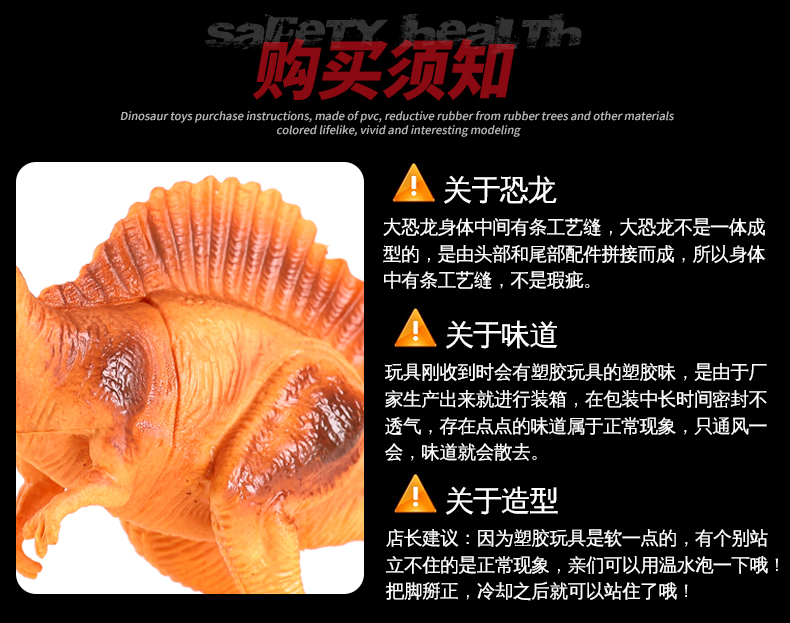 safety health
购买须知
Dinosaur toys purchase instructions, made of pvc, reductive rubber from rubber trees and other materials
colored lifelike, vivid and interesting modeling
关于恐龙
大恐龙身体中间有条工艺缝，大恐龙不是一体成
型的，是由头部和尾部配件拼接而成，所以身体
中有条工艺缝，不是瑕疵。
关于味道
玩具刚收到时会有塑胶玩具的塑胶味，是由于厂
家生产出来就进行装箱，在包装中长时间密封不
透气，存在点点的味道属于正常现象，只通风一
会，味道就会散去。
关于造型
店长建议：因为塑胶玩具是软一点的，有个别站
立不住的是正常现象，亲们可以用温水泡一下哦！
把脚掰正，冷却之后就可以站住了哦！